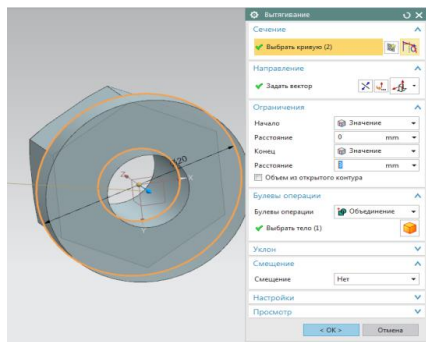 Вытягивание
Сечение
Выбрать кривую (2)
Направление
Задать вектор
Ограничения
Начало Значение
Расстояние 0 mm
Конец Значение
Расстояние mm
Объем из открытого контура
Булевы операции
Булевы операции Объединение
Выбрать тело (1)
Уклон
Смещение
Смещение Нет
Настройки
Просмотр
< OK > Отмена
120
X
Y
Z